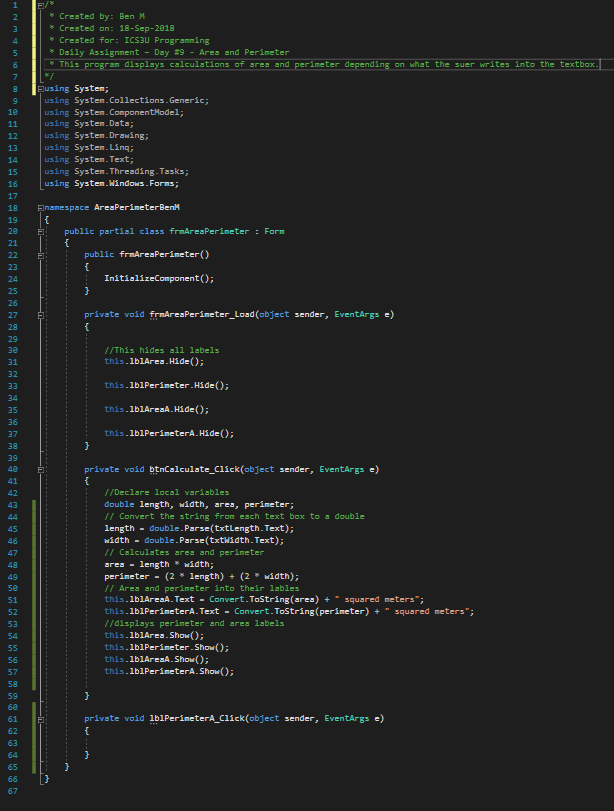 1 /*
2 * Created by: Ben M
3 * Created on: 18-Sep-2018
4 * Created for: ICS3U Programming
5 * Daily Assignment - Day #9 - Area and Perimeter
6 * This program displays calculations of area and perimeter depending on what the suer writes into the textbox.
7 */
8 using System;
9 using System.Collections.Generic;
10 using System.ComponentModel;
11 using System.Data;
12 using System.Drawing;
13 using System.Linq;
14 using System.Text;
15 using System.Threading.Tasks;
16 using System.Windows.Forms;
17
18 namespace AreaPerimeterBenM
19 {
20 public partial class frmAreaPerimeter : Form
21 {
22 public frmAreaPerimeter()
23 {
24 InitializeComponent();
25 }
26
27 private void frmAreaPerimeter_Load(object sender, EventArgs e)
28 {
29
30 //This hides all labels
31 this.lblArea.Hide();
32
33 this.lblPerimeter.Hide();
34
35 this.lblAreaA.Hide();
36
37 this.lblPerimeterA.Hide();
38 }
39
40 private void btnCalculate_Click(object sender, EventArgs e)
41 {
42 //Declare local variables
43 double length, width, area, perimeter;
44 // Convert the string from each text box to a double
45 length = double.Parse(txtLength.Text);
46 width = double.Parse(txtWidth.Text);
47 // Calculates area and perimeter
48 area = length * width;
49 perimeter = (2 * length) + (2 * width);
50 // Area and perimeter into their lables
51 this.lblAreaA.Text = Convert.ToString(area) + " squared meters";
52 this.lblPerimeterA.Text = Convert.ToString(perimeter) + " squared meters";
53 //displays perimeter and area labels
54 this.lblArea.Show();
55 this.lblPerimeter.Show();
56 this.lblAreaA.Show();
57 this.lblPerimeterA.Show();
58
59 }
60
61 private void lblPerimeterA_Click(object sender, EventArgs e)
62 {
63
64 }
65 }
66 }
67